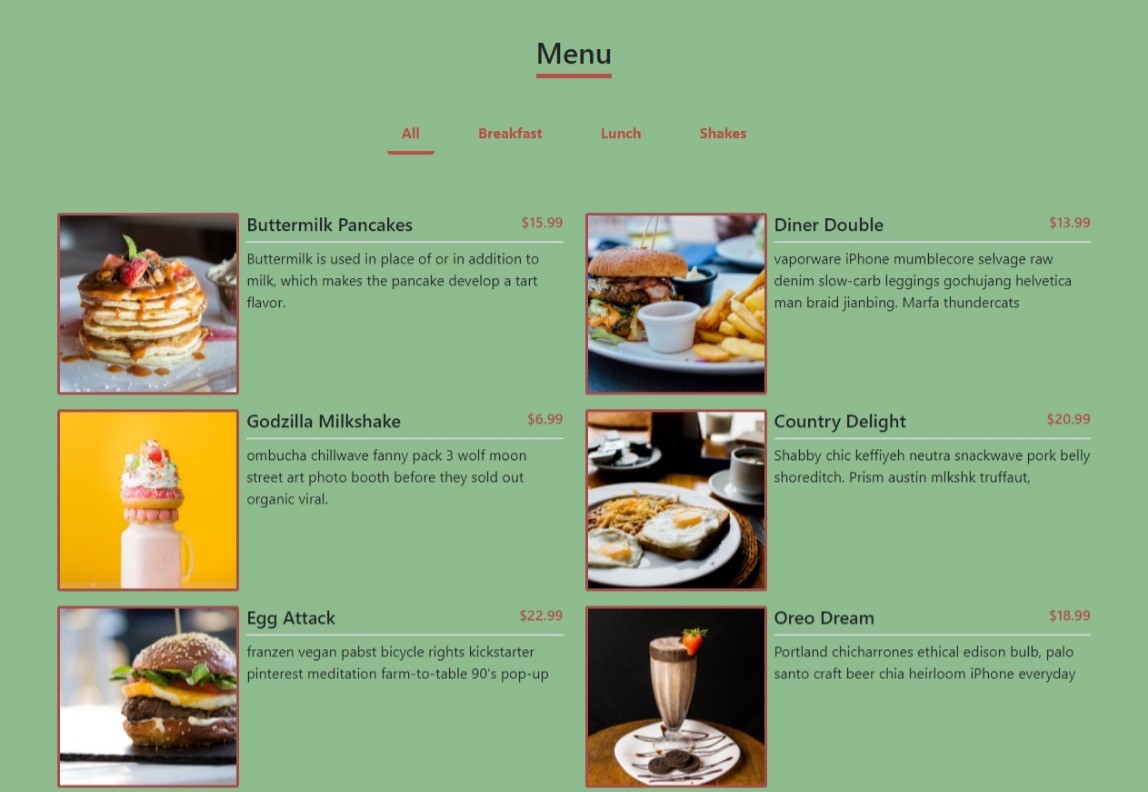 Menu
All Breakfast Lunch Shakes
Buttermilk Pancakes $15.99
Buttermilk is used in place of or in addition to
milk, which makes the pancake develop a tart
flavor.
Diner Double $13.99
vaporware iPhone mumblecore selvage raw
denim slow-carb leggings gochujang helvetica
man braid jianbing. Marfa thundercats
Godzilla Milkshake $6.99
ombucha chillwave fanny pack 3 wolf moon
street art photo booth before they sold out
organic viral.
Country Delight $20.99
Shabby chic keffiyeh neutra snackwave pork belly
shoreditch. Prism austin mlkshk truffaut,
Egg Attack $22.99
franzen vegan pabst bicycle rights kickstarter
pinterest meditation farm-to-table 90's pop-up
Oreo Dream $18.99
Portland chicharrones ethical edison bulb, palo
santo craft beer chia heirloom iPhone everyday